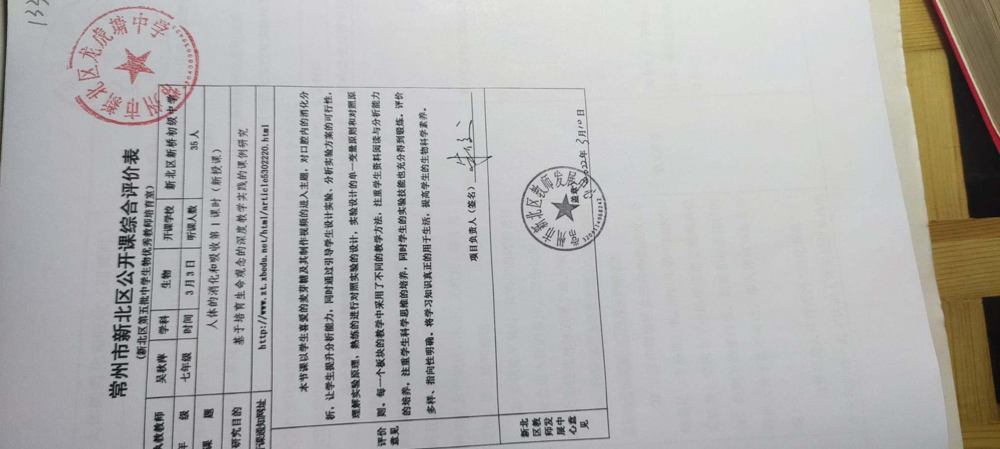 134
常州市新北区公开课综合评价表
(新北区第五批中学生物优秀教师培育室)
执教教师 吴秋萍 学科 生物 开课学校 新北区新桥初级中学
年 级 七年级 时间 3月3日 听课人数 35人
课 题 人体的消化和吸收第1课时（新授课）
研究目的 基于培育生命观念的深度教学实践的课例研究
课通知网址 http://www.zt.xbedu.net/html/article5302220.html
评价
意见
本节课以学生喜爱的麦芽糖及其制作视频的进入主题，对口腔内的消化分
析，让学生提升分析能力，同时通过引导学生设计实验、分析实验方案的可行性，
理解实验原理，熟练的进行对照实验的设计，实验设计的单一变量原则和对照原
则。每一个板块的教学中采用了不同的教学方法，注重学生资料阅读与分析能力
的培养，注重学生科学思维的培养，同时学生的实验技能也充分得到锻炼。评价
多样、指向性明确。将学习知识真正的用于生活，提高学生的生物科学素养。
项目负责人（签名）
新北
区教
师发
展中
心意
见
盖章）
2022年3月10日
常州市新北区龙虎塘中学
常州市新北区教师发展中心
3204114968242